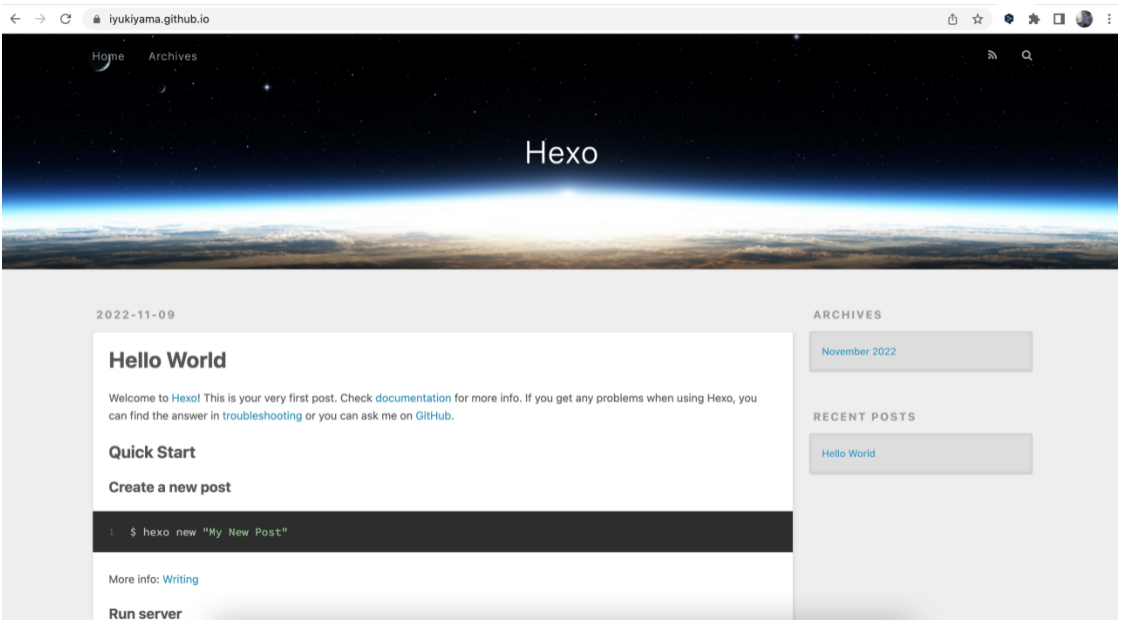 iyukiyama.github.io
Home Archives
Hexo
2022-11-09
Hello World
Welcome to Hexo! This is your very first post. Check documentation for more info. If you get any problems when using Hexo, you
can find the answer in troubleshooting or you can ask me on GitHub.
Quick Start
Create a new post
1 $ hexo new "My New Post"
More info: Writing
Run server
ARCHIVES
November 2022
RECENT POSTS
Hello World